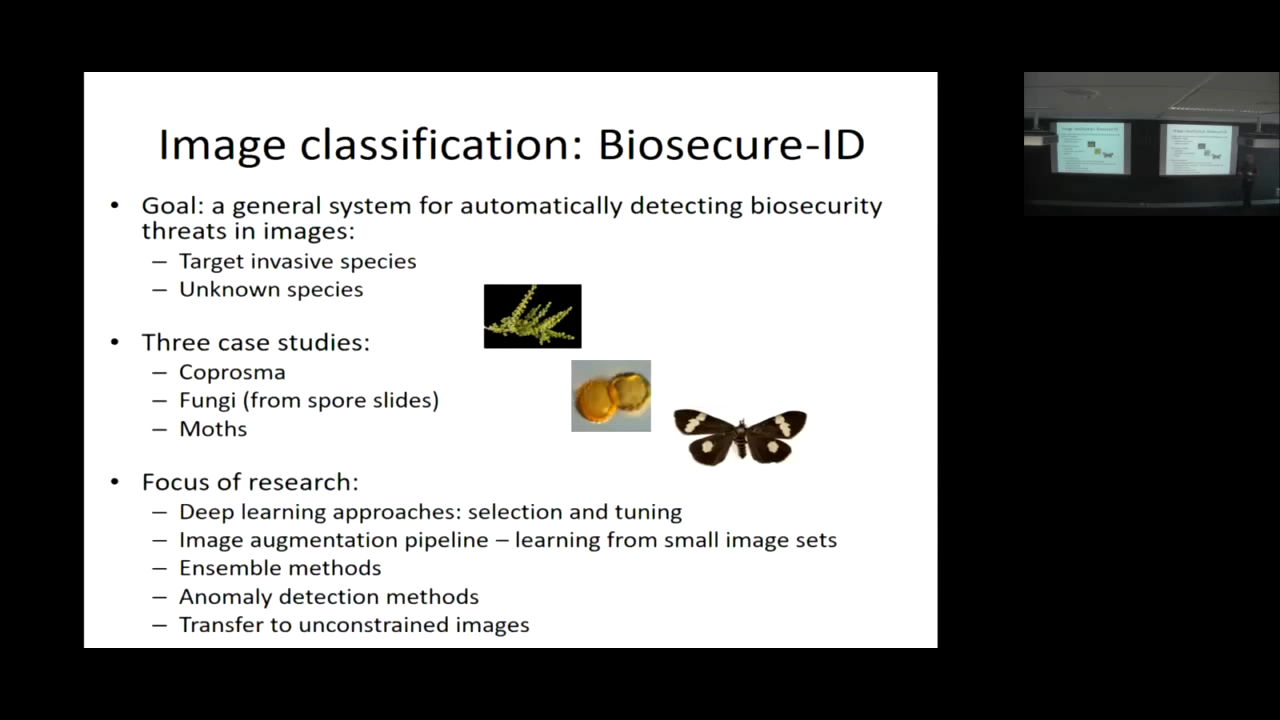 Image classification: Biosecure-ID
• Goal: a general system for automatically detecting biosecurity
threats in images:
– Target invasive species
– Unknown species
• Three case studies:
– Coprosma
– Fungi (from spore slides)
– Moths
• Focus of research:
– Deep learning approaches: selection and tuning
– Image augmentation pipeline – learning from small image sets
– Ensemble methods
– Anomaly detection methods
– Transfer to unconstrained images